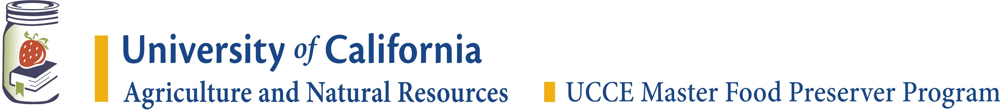 University of California
Agriculture and Natural Resources
UCCE Master Food Preserver Program